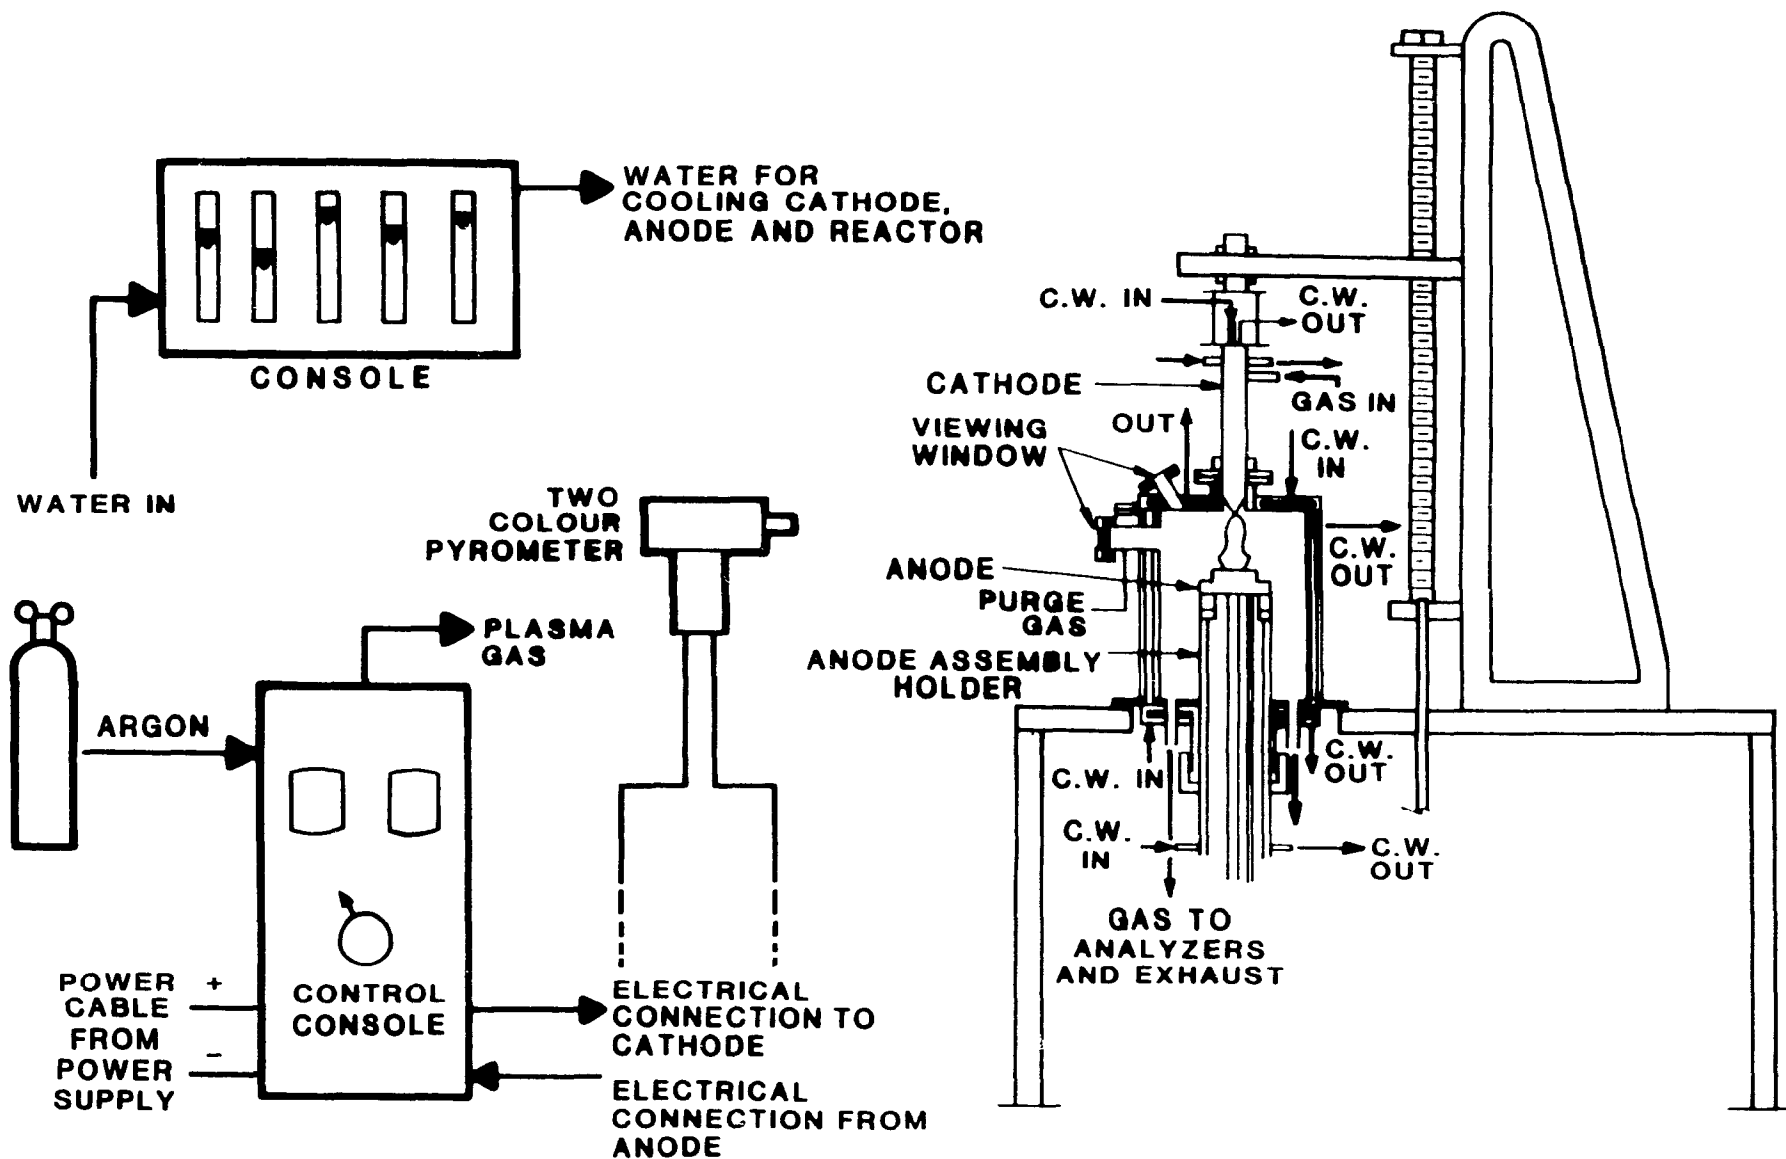 WATER FOR
COOLING CATHODE,
ANODE AND REACTOR
CONSOLE
WATER IN
TWO
COLOUR
PYROMETER
PLASMA
GAS
ARGON
POWER +
CABLE
FROM
POWER -
SUPPLY
CONTROL
CONSOLE
ELECTRICAL
CONNECTION TO
CATHODE
ELECTRICAL
CONNECTION FROM
ANODE
C.W. IN
C.W.
OUT
CATHODE
GAS IN
OUT
VIEWING
WINDOW
C.W.
IN
C.W.
OUT
ANODE
PURGE
GAS
ANODE ASSEMBLY
HOLDER
C.W. IN
C.W.
OUT
C.W.
IN
C.W.
OUT
GAS TO
ANALYZERS
AND EXHAUST